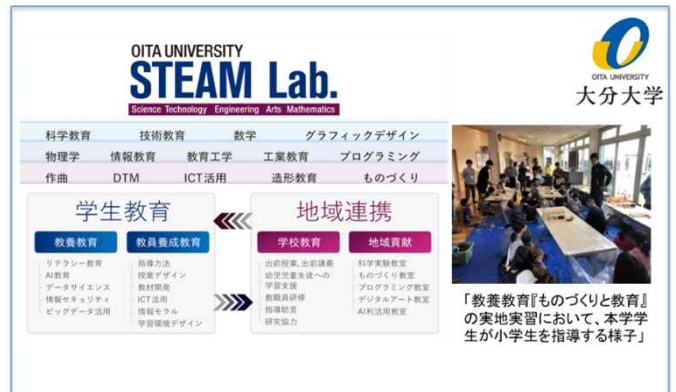 OITA UNIVERSITY
STEAM Lab.
Science Technology Engineering Arts Mathematics
OITA UNIVERSITY
大分大学
科学教育 技術教育 数学 グラフィックデザイン
物理学 情報教育 教育工学 工業教育 プログラミング
作曲 DTM ICT活用 造形教育 ものづくり
学生教育
教養教育
・リテラシー教育
・AI教育
・データサイエンス
・情報セキュリティ
・ビッグデータ活用
教員養成教育
・指導方法
・授業デザイン
・教材開発
・ICT活用
・情報モラル
・学習環境デザイン
地域連携
学校教育
・出前授業、出前講義
・幼児児童生徒への
学習支援
・教職員研修
・指導助言
・研究協力
地域貢献
・科学実験教室
・ものづくり教室
・プログラミング教室
・デジタルアート教室
・AI利活用教室
「教養教育『ものづくりと教育』
の実地実習において、本学学
生が小学生を指導する様子」